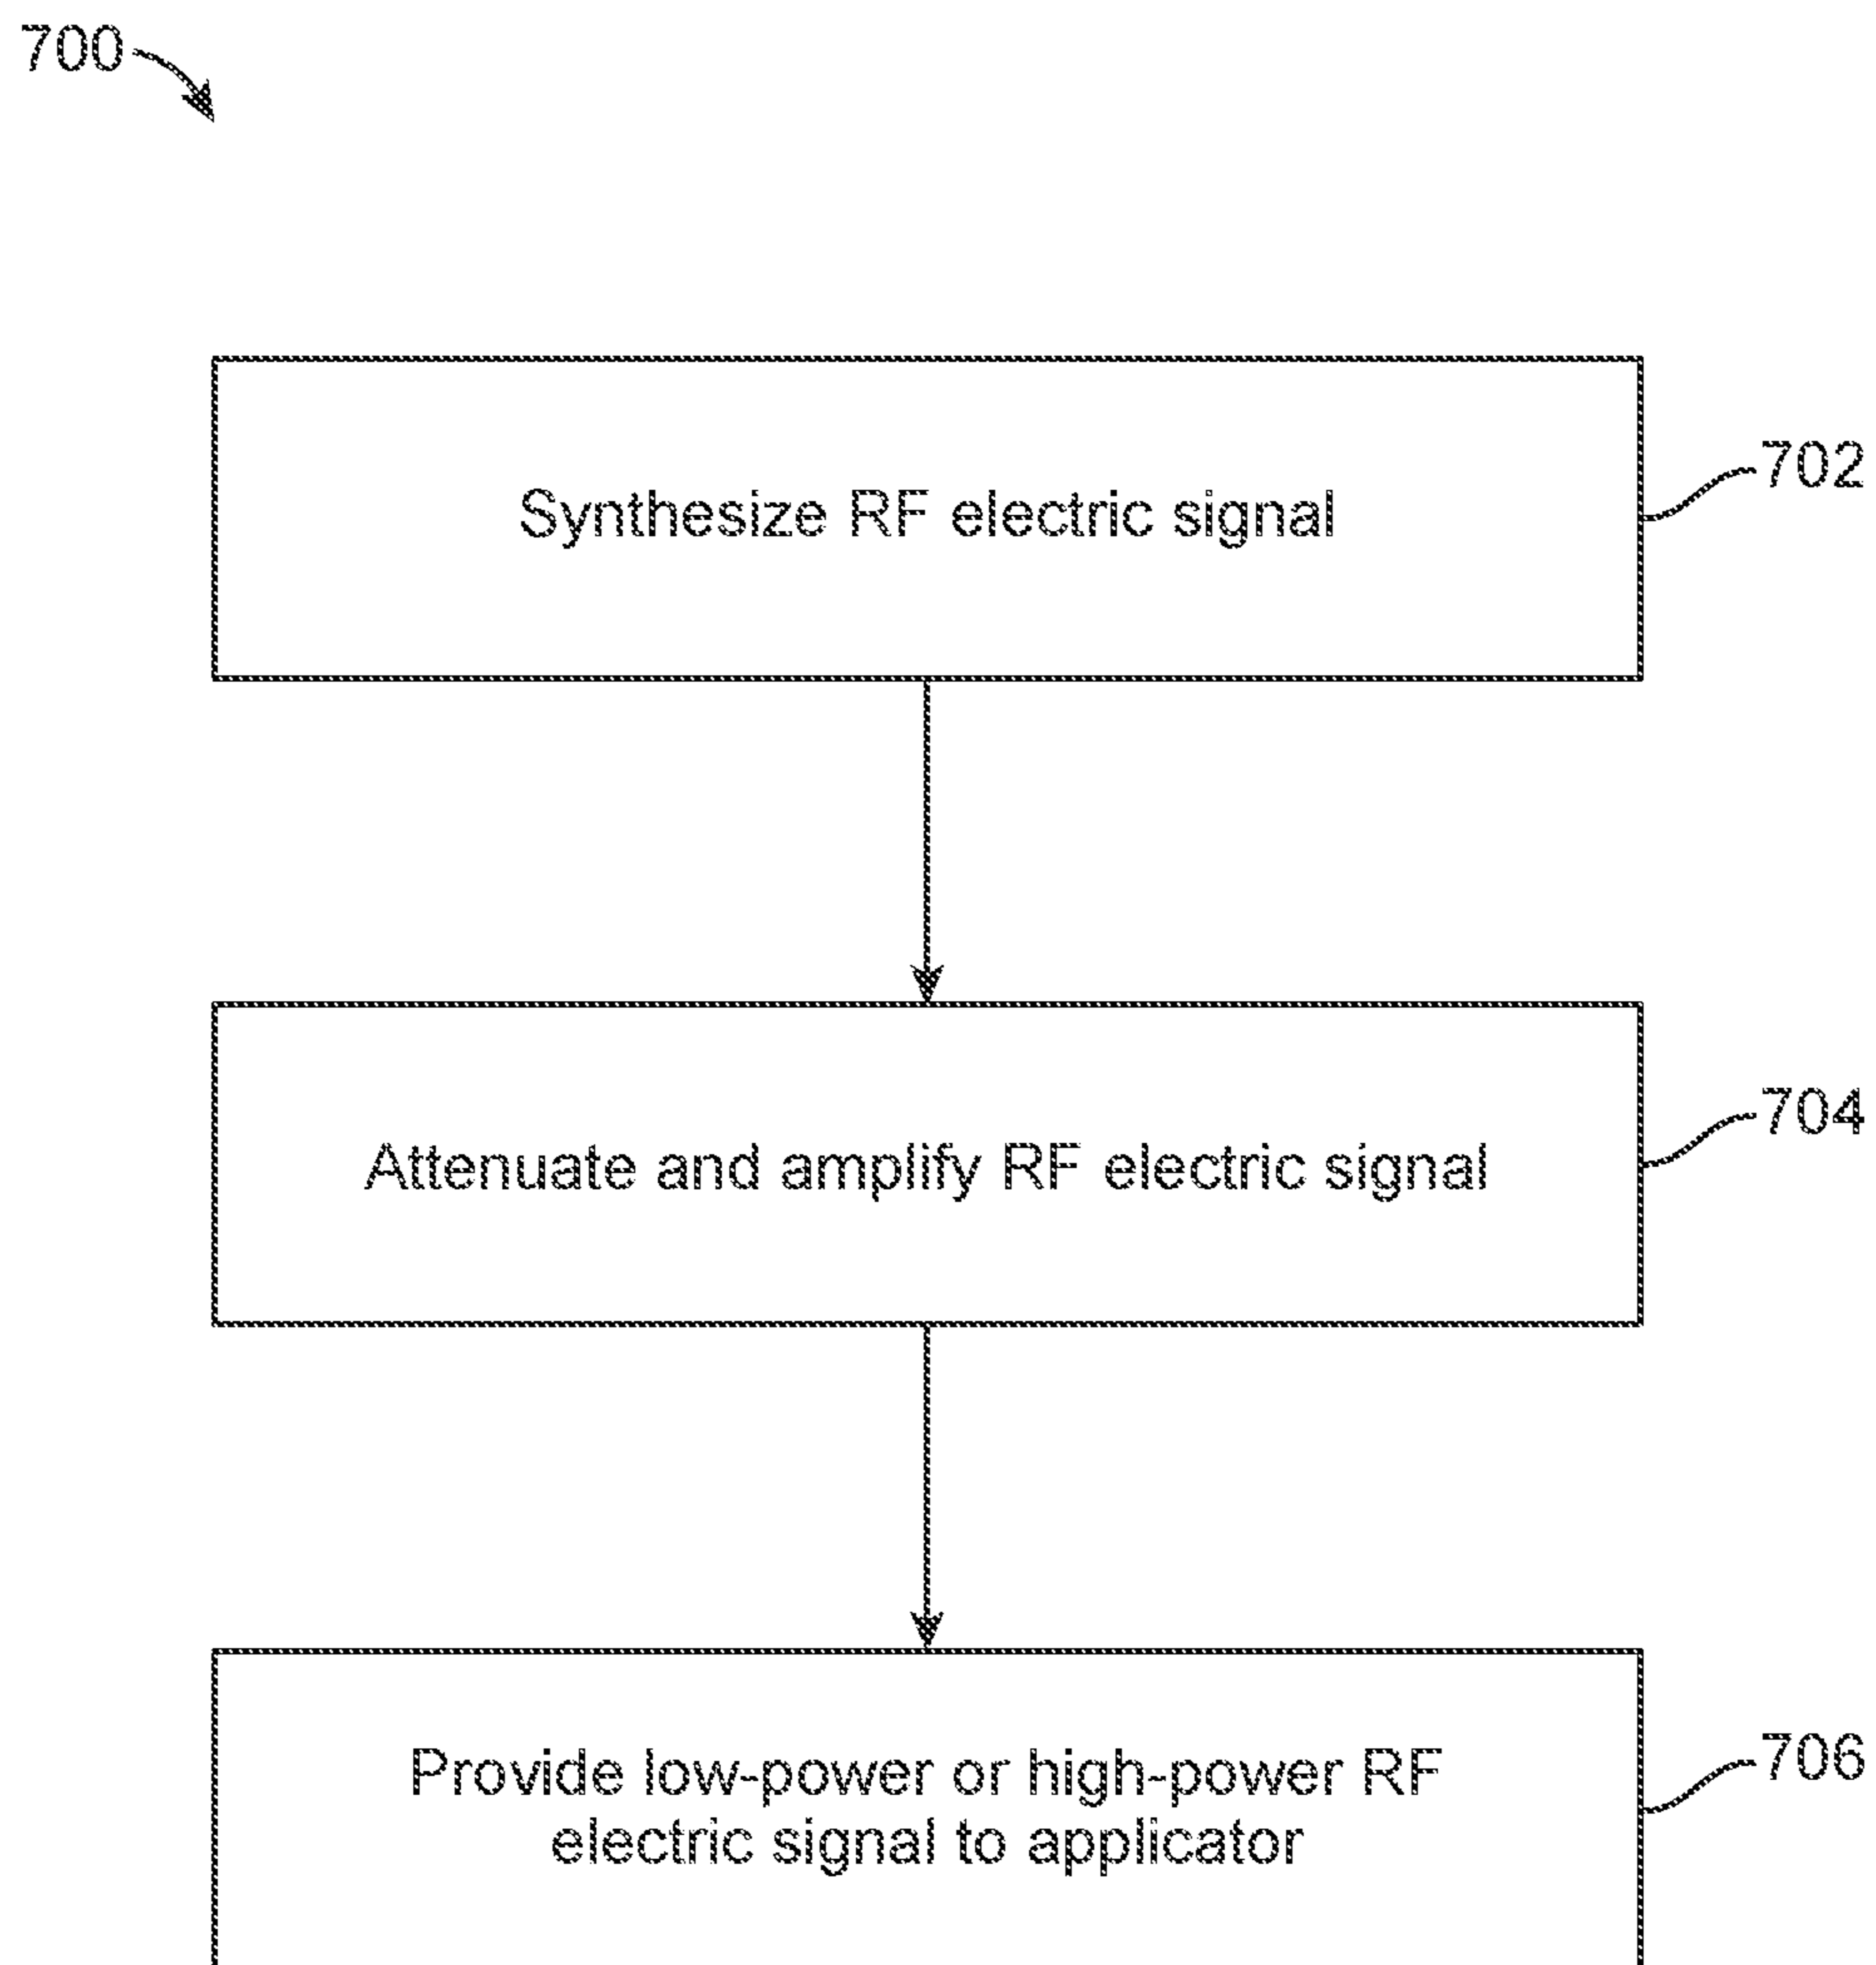 700
Synthesize RF electric signal
702
Attenuate and amplify RF electric signal
704
Provide low-power or high-power RF
electric signal to applicator
706